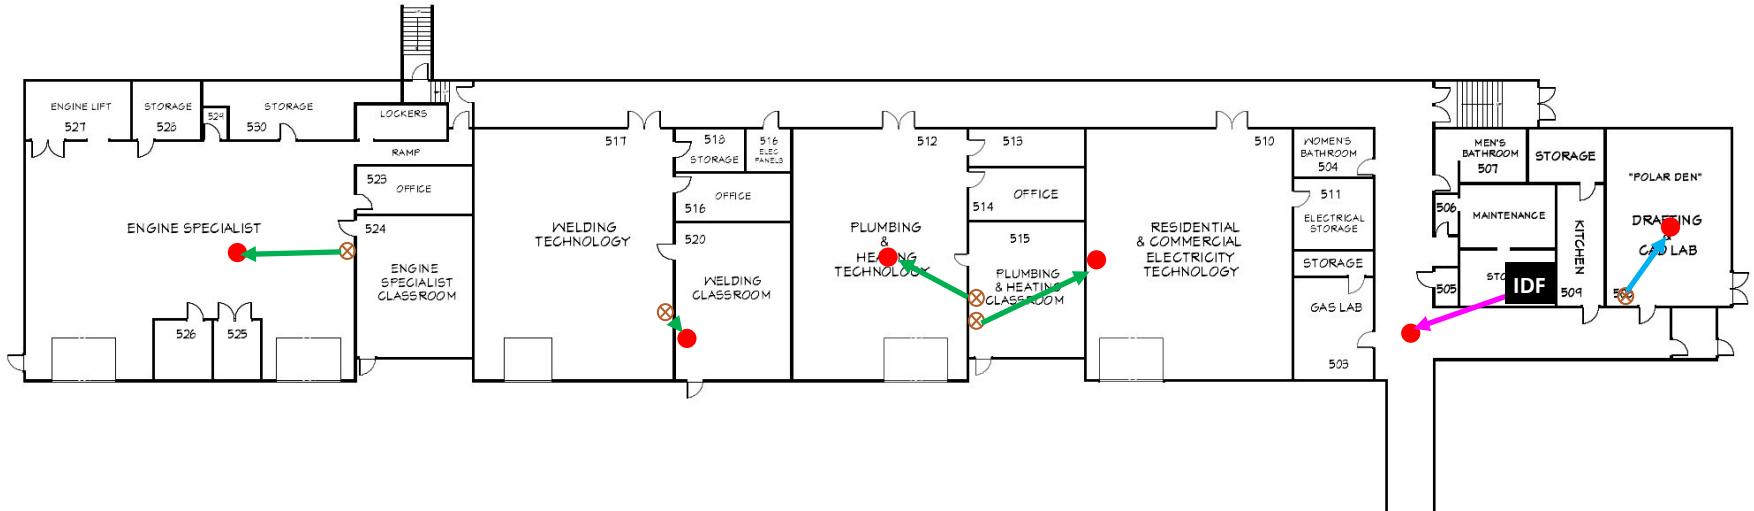 ENGINE LIFT
527
STORAGE
528
529
STORAGE
530
LOCKERS
RAMP
523
OFFICE
524
ENGINE SPECIALIST
ENGINE
SPECIALIST
CLASSROOM
526
525
517
WELDING
TECHNOLOGY
518
STORAGE
516
ELEC
PANELS
OFFICE
516
520
WELDING
CLASSROOM
512
PLUMBING
&
HEATING
TECHNOLOGY
513
OFFICE
514
515
PLUMBING
& HEATING
CLASSROOM
510
RESIDENTIAL
& COMMERCIAL
ELECTRICITY
TECHNOLOGY
WOMEN'S
BATHROOM
504
511
ELECTRICAL
STORAGE
STORAGE
GAS LAB
503
MEN'S
BATHROOM
507
STORAGE
506
MAINTENANCE
505
IDF
KITCHEN
509
"POLAR DEN"
DRAFTING
CAD LAB